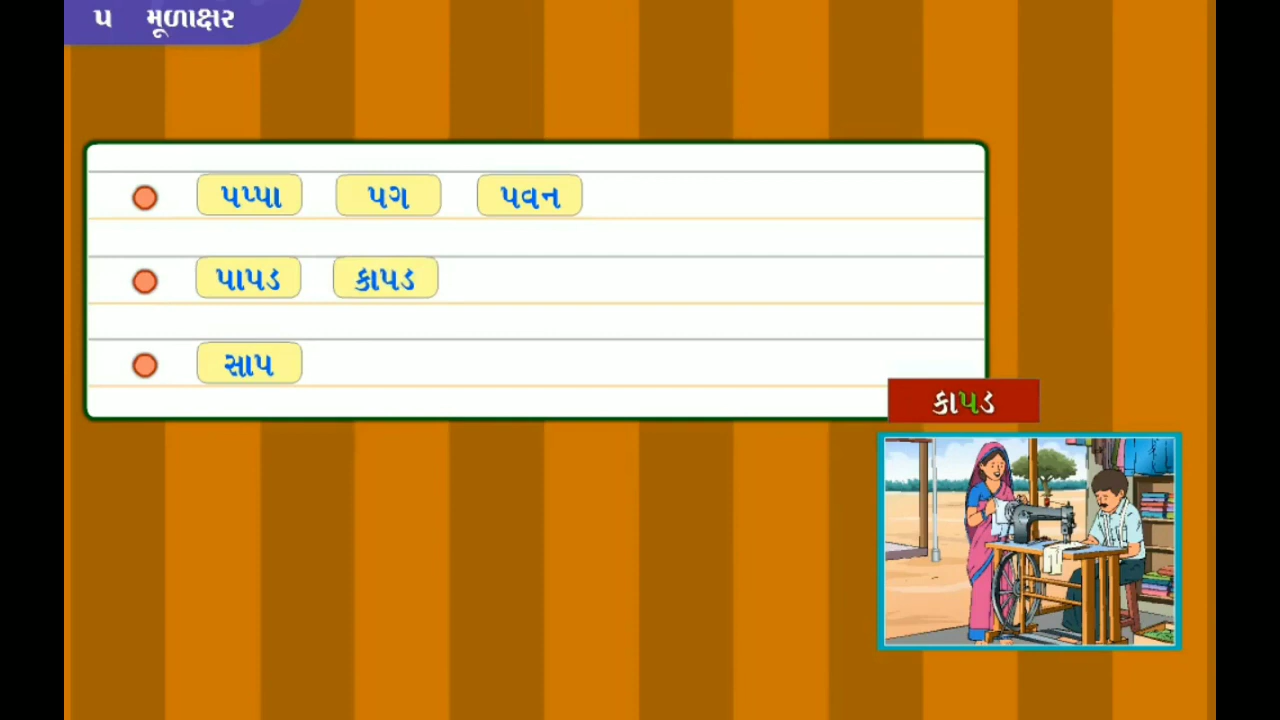 પ મૂળાક્ષર
પપ્પા પગ પવન
પાપડ કાપડ
સાપ
કાપડ